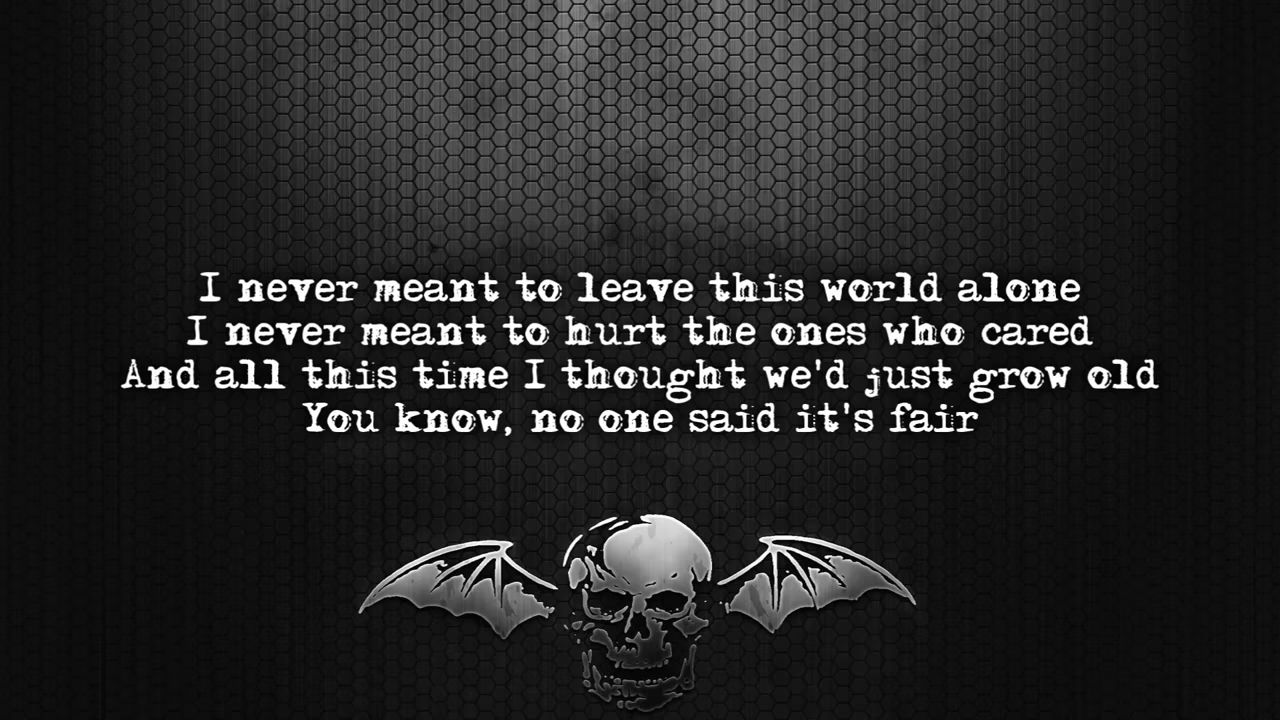 I never meant to leave this world alone
I never meant to hurt the ones who cared
And all this time I thought we'd just grow old
You know, no one said it's fair